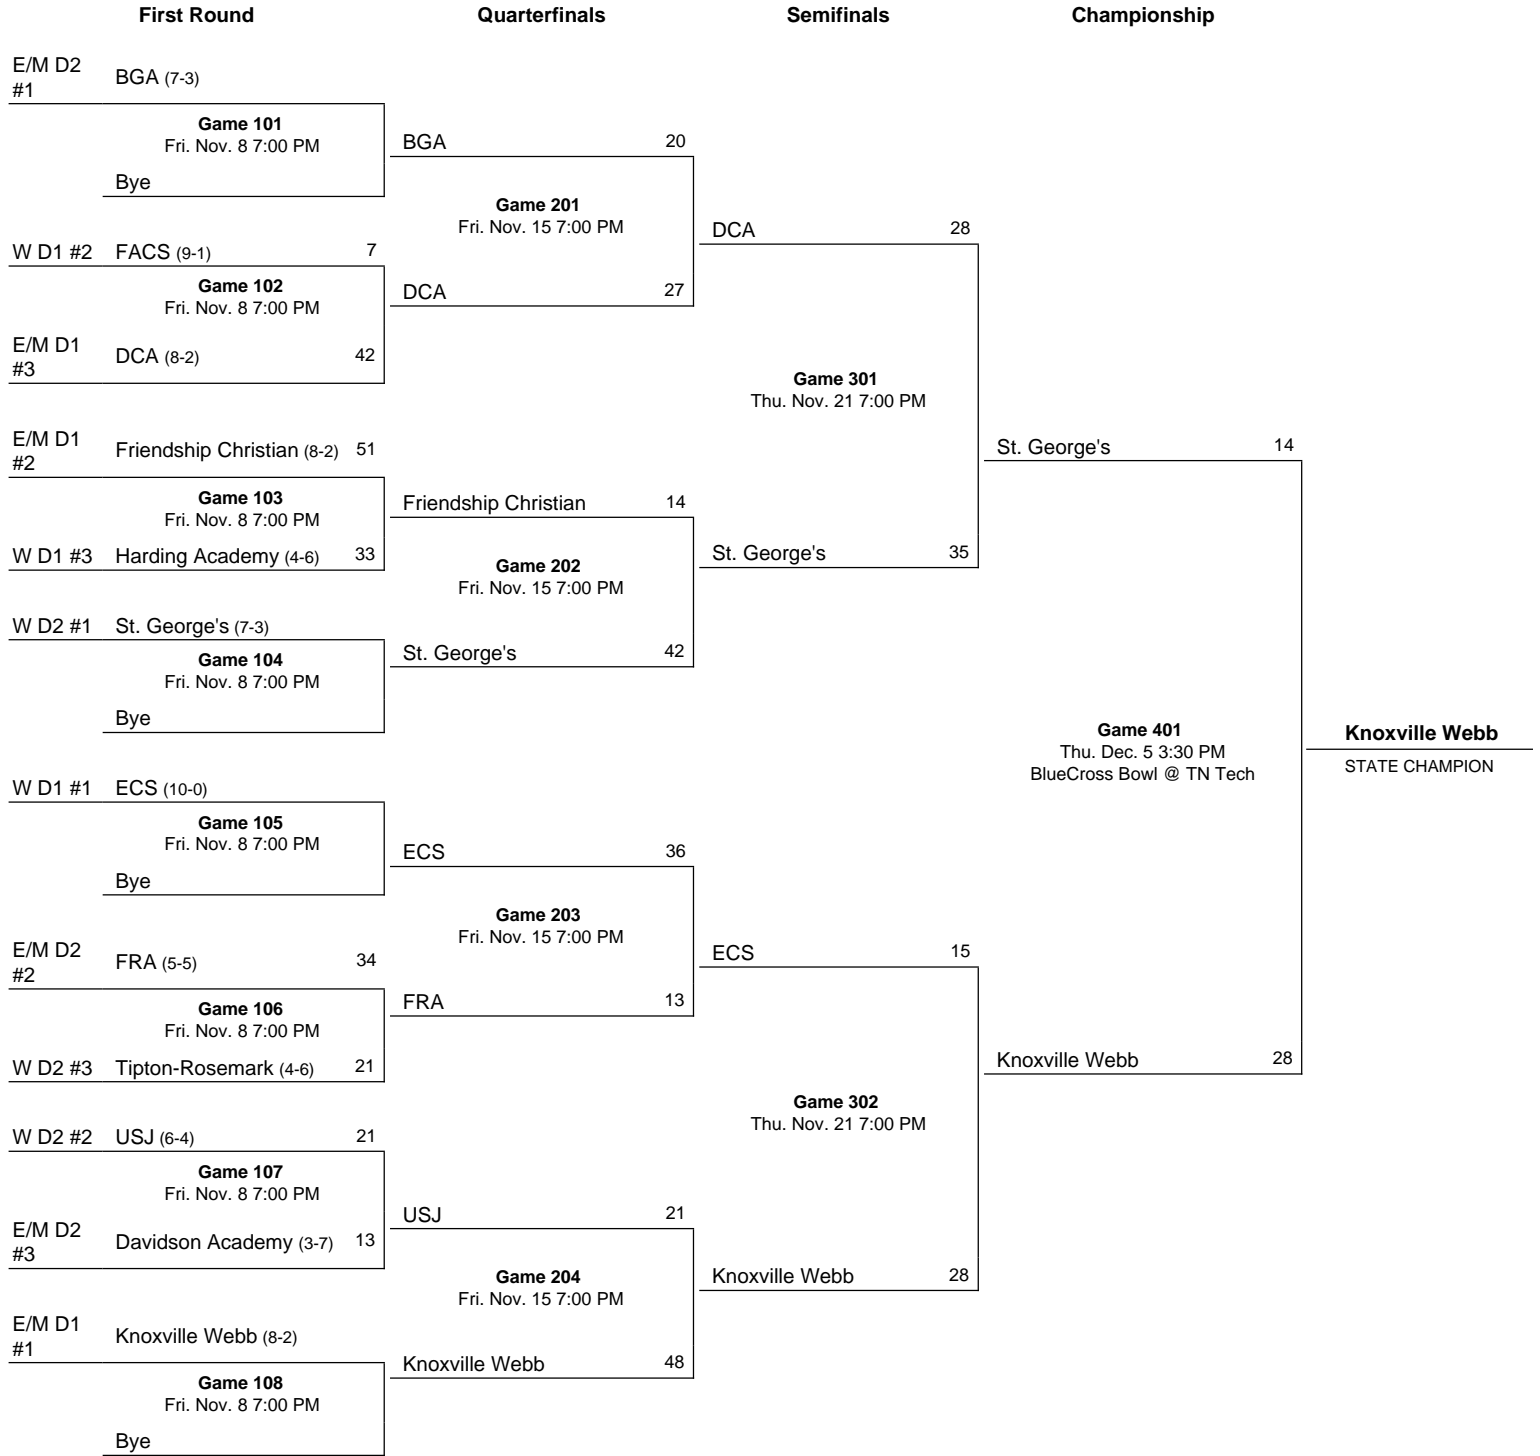 First Round Quarterfinals Semifinals Championship
E/M D2
#1
BGA (7-3)
Game 101
Fri. Nov. 8 7:00 PM
Bye
W D1 #2 FACS (9-1) 7
Game 102
Fri. Nov. 8 7:00 PM
E/M D1
#3
DCA (8-2) 42
E/M D1
#2
Friendship Christian (8-2) 51
Game 103
Fri. Nov. 8 7:00 PM
W D1 #3 Harding Academy (4-6) 33
W D2 #1 St. George's (7-3)
Game 104
Fri. Nov. 8 7:00 PM
Bye
W D1 #1 ECS (10-0)
Game 105
Fri. Nov. 8 7:00 PM
Bye
E/M D2
#2
FRA (5-5) 34
Game 106
Fri. Nov. 8 7:00 PM
W D2 #3 Tipton-Rosemark (4-6) 21
W D2 #2 USJ (6-4) 21
Game 107
Fri. Nov. 8 7:00 PM
E/M D2
#3
Davidson Academy (3-7) 13
E/M D1
#1
Knoxville Webb (8-2)
Game 108
Fri. Nov. 8 7:00 PM
Bye
BGA 20
Game 201
Fri. Nov. 15 7:00 PM
DCA 27
Friendship Christian 14
Game 202
Fri. Nov. 15 7:00 PM
St. George's 42
ECS 36
Game 203
Fri. Nov. 15 7:00 PM
FRA 13
USJ 21
Game 204
Fri. Nov. 15 7:00 PM
Knoxville Webb 48
DCA 28
Game 301
Thu. Nov. 21 7:00 PM
St. George's 35
ECS 15
Game 302
Thu. Nov. 21 7:00 PM
Knoxville Webb 28
St. George's 14
Game 401
Thu. Dec. 5 3:30 PM
BlueCross Bowl @ TN Tech
Knoxville Webb 28
Knoxville Webb
STATE CHAMPION